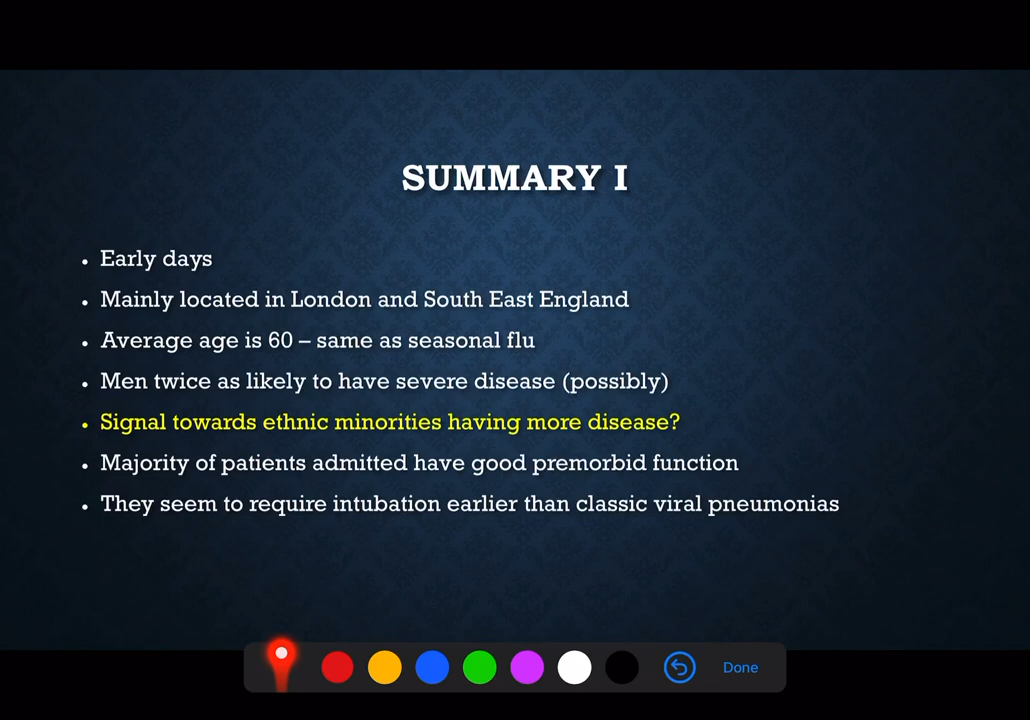 SUMMARY I
• Early days
• Mainly located in London and South East England
• Average age is 60 – same as seasonal flu
• Men twice as likely to have severe disease (possibly)
• Signal towards ethnic minorities having more disease?
• Majority of patients admitted have good premorbid function
• They seem to require intubation earlier than classic viral pneumonias
Done